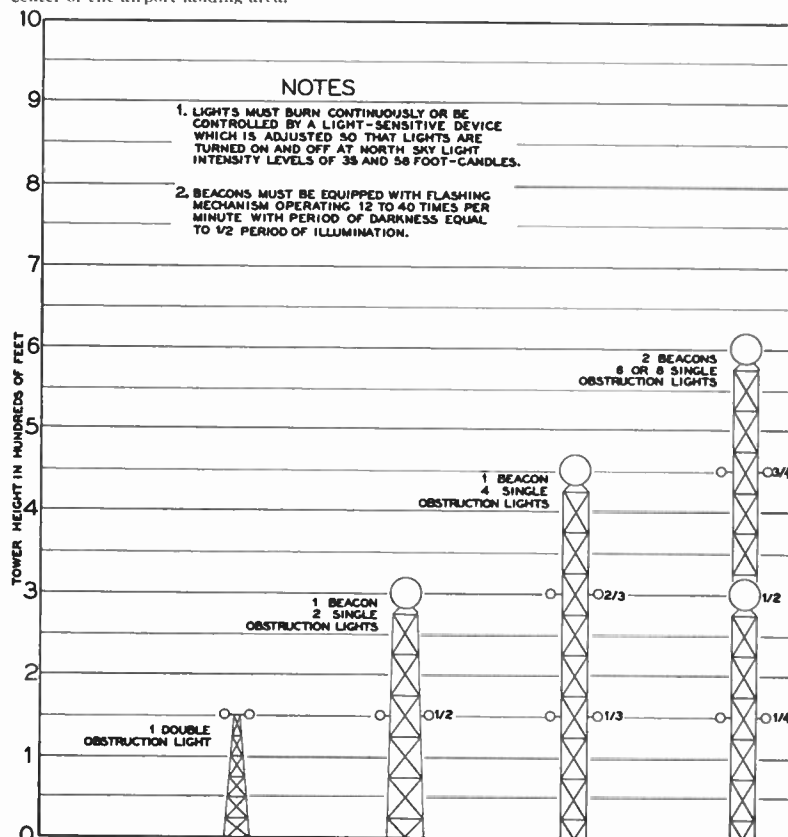 center of the airport landing area.
10
NOTES
9
1. LIGHTS MUST BURN CONTINUOUSLY OR BE
CONTROLLED BY A LIGHT-SENSITIVE DEVICE
WHICH IS ADJUSTED SO THAT LIGHTS ARE
TURNED ON AND OFF AT NORTH SKY LIGHT
INTENSITY LEVELS OF 35 AND 58 FOOT-CANDLES.
8
2. BEACONS MUST BE EQUIPPED WITH FLASHING
MECHANISM OPERATING 12 TO 40 TIMES PER
MINUTE WITH PERIOD OF DARKNESS EQUAL
TO 1/2 PERIOD OF ILLUMINATION.
7
TOWER HEIGHT IN HUNDREDS OF FEET
6
2 BEACONS
6 OR 8 SINGLE
OBSTRUCTION LIGHTS
5
3/4
1 BEACON
4 SINGLE
OBSTRUCTION LIGHTS
4
3
2/3
1/2
1 BEACON
2 SINGLE
OBSTRUCTION LIGHTS
2
1/2
1/3
1/4
1 DOUBLE
OBSTRUCTION LIGHT
1
0